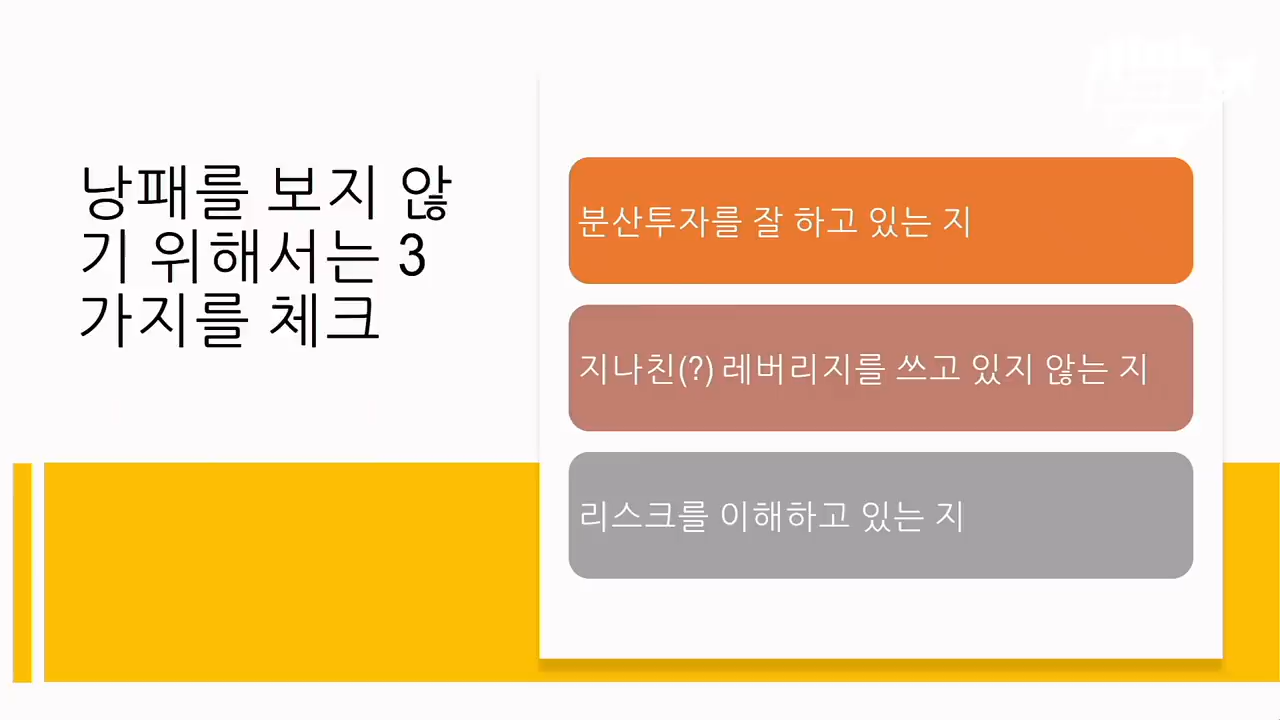 낭패를 보지 않
기 위해서는 3
가지를 체크
분산투자를 잘 하고 있는 지
지나친(?) 레버리지를 쓰고 있지 않는 지
리스크를 이해하고 있는 지